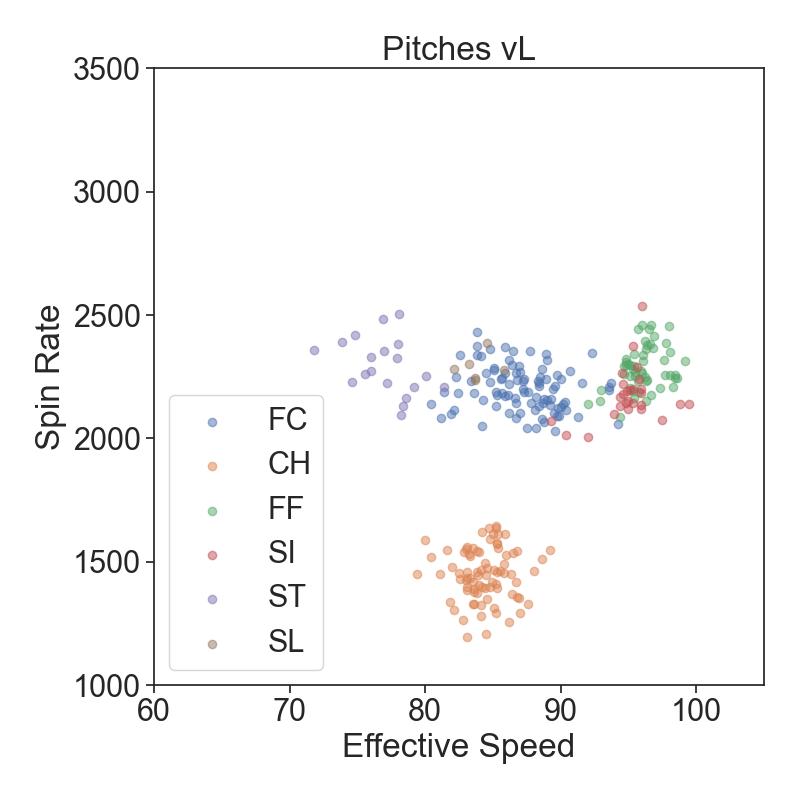 Pitches vL
3500
3000
2500
2000
1500
1000
Spin Rate
FC
CH
FF
SI
ST
SL
60 70 80 90 100
Effective Speed